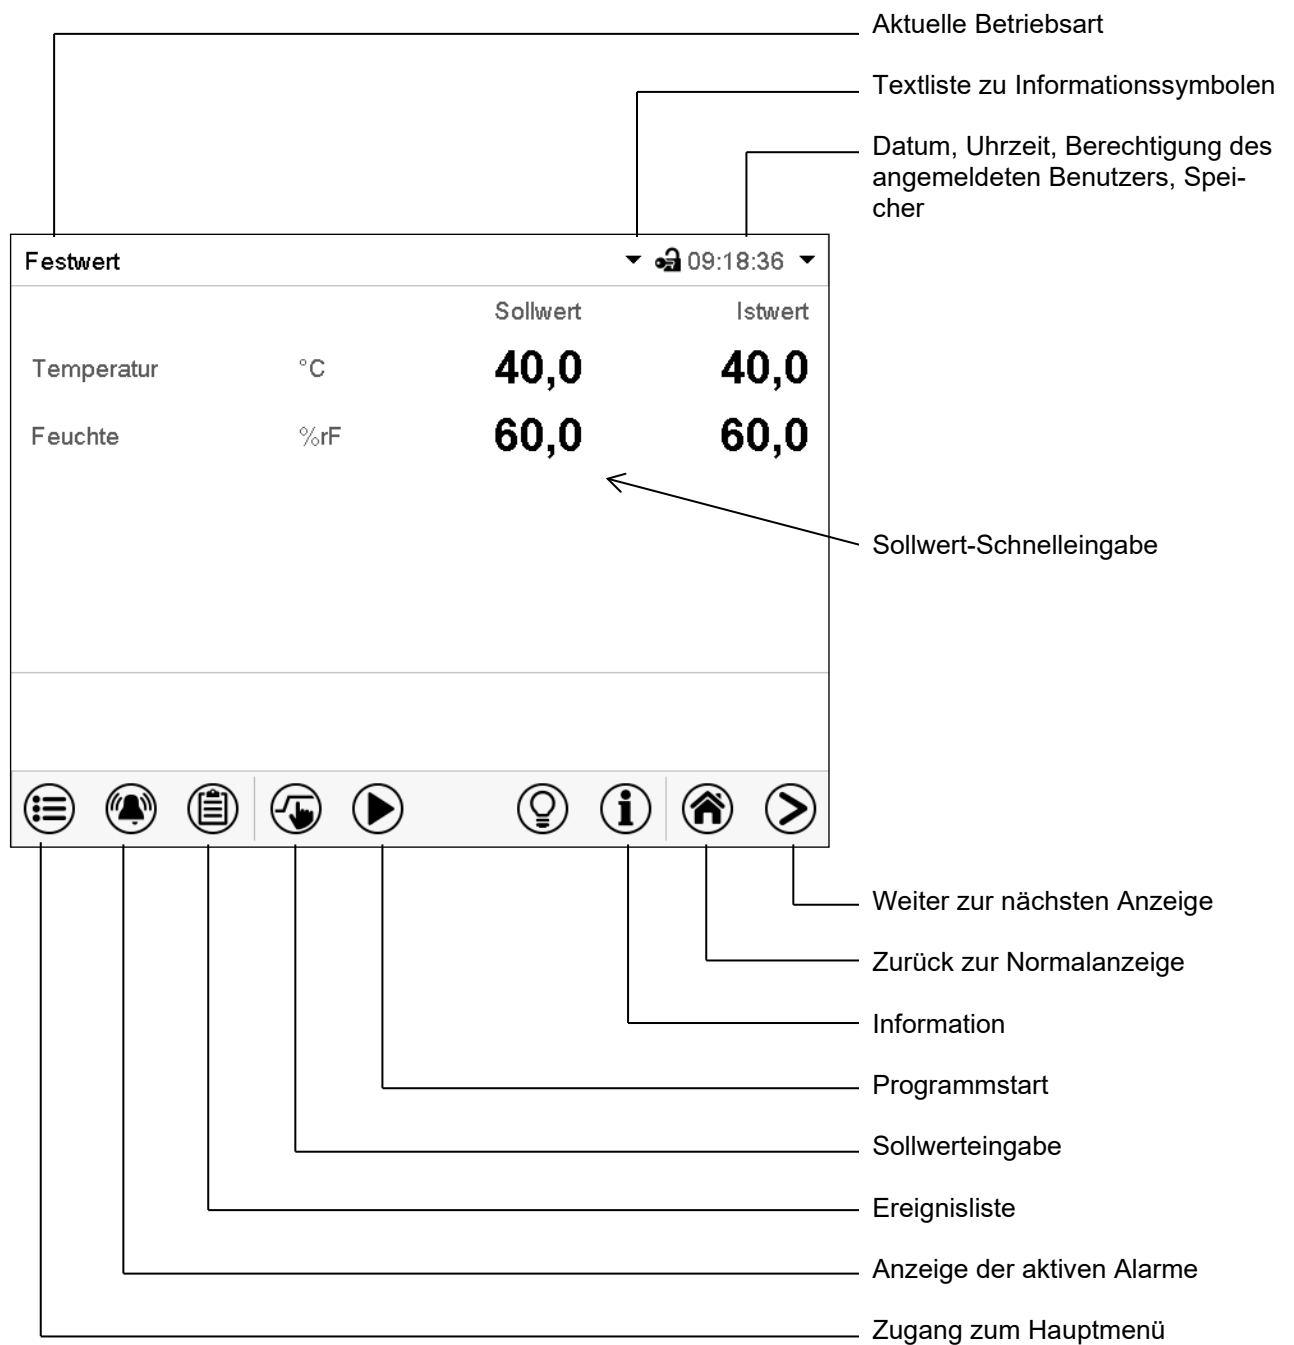 Aktuelle Betriebsart
Textliste zu Informationssymbolen
Datum, Uhrzeit, Berechtigung des
angemeldeten Benutzers, Spei-
cher
Festwert
09:18:36
Sollwert Istwert
Temperatur °C 40,0 40,0
Feuchte %rF 60,0 60,0
Sollwert-Schnelleingabe
Weiter zur nächsten Anzeige
Zurück zur Normalanzeige
Information
Programmstart
Sollwerteingabe
Ereignisliste
Anzeige der aktiven Alarme
Zugang zum Hauptmenü